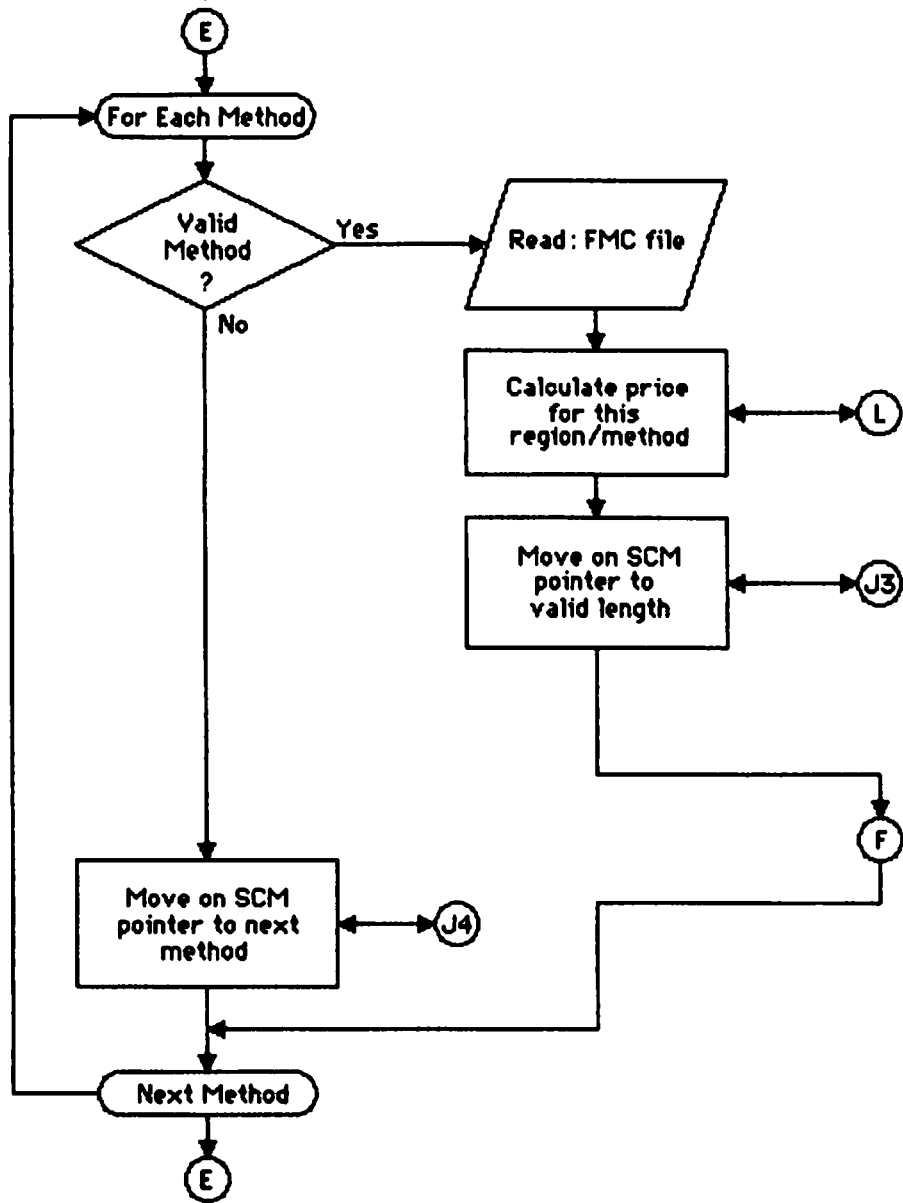 E
For Each Method
Valid
Method
?
Yes
No
Read: FMC file
Calculate price
for this
region/method
L
Move on SCM
pointer to
valid length
J3
F
Move on SCM
pointer to next
method
J4
Next Method
E